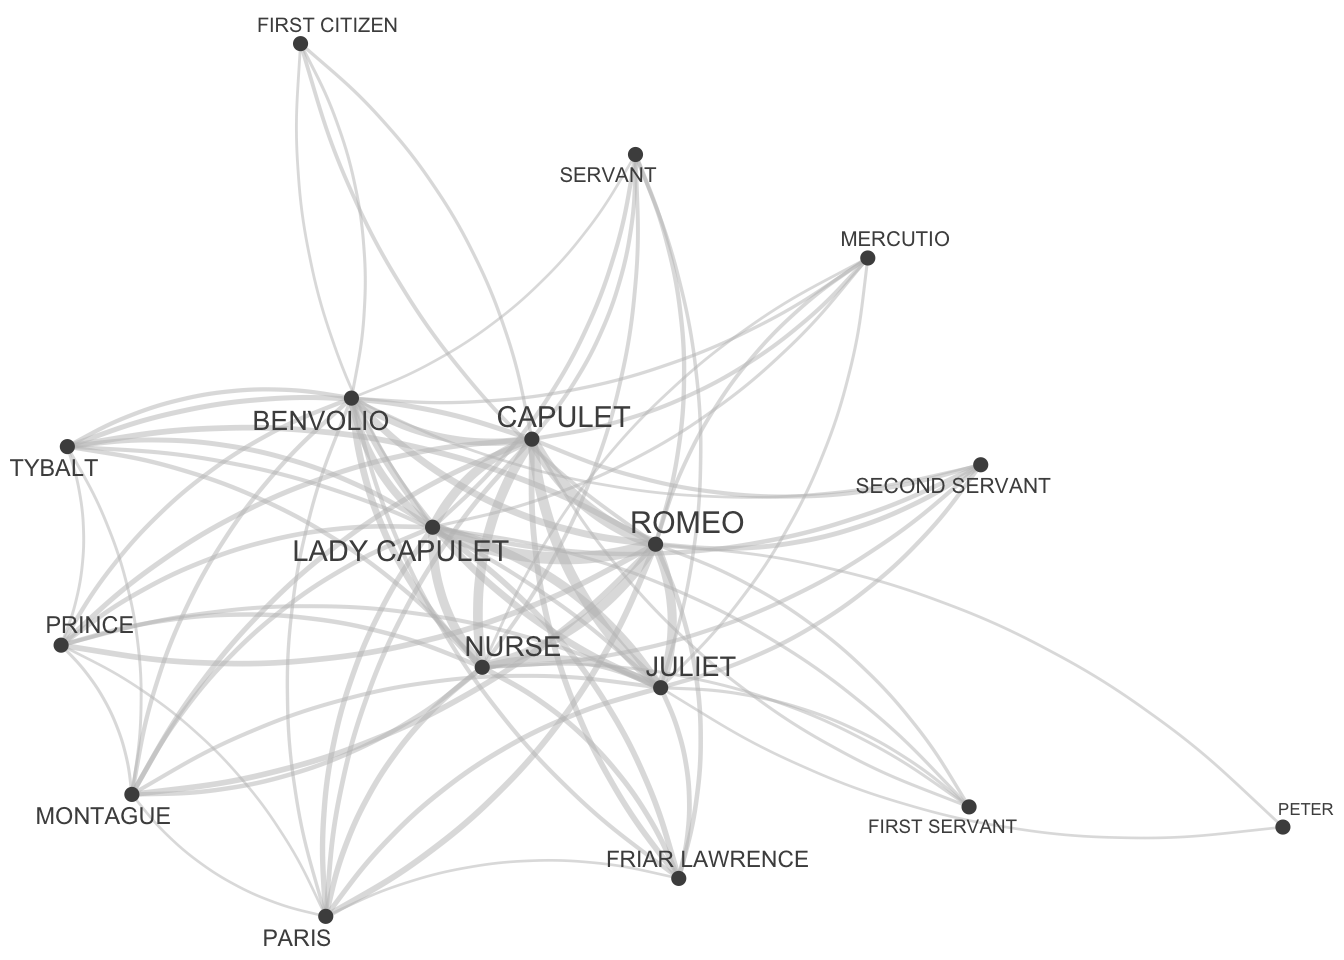 FIRST CITIZEN
SERVANT
MERCUTIO
CAPULET
BENVOLIO
TYBALT
SECOND SERVANT
ROMEO
LADY CAPULET
PRINCE
NURSE
JULIET
PETER
MONTAGUE
FIRST SERVANT
FRIAR LAWRENCE
PARIS